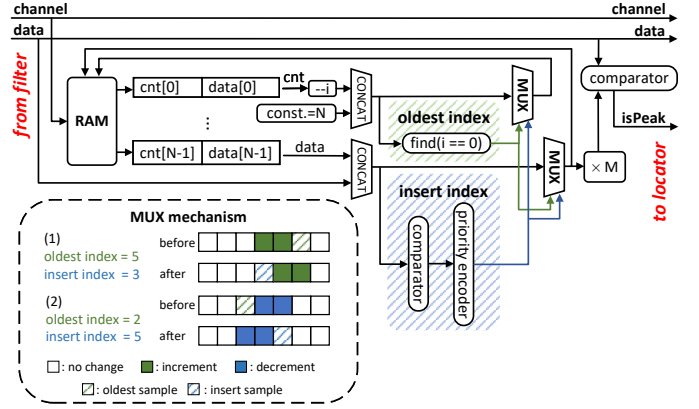 channel
channel
data
data
from filter
RAM
cnt[0]
data[0]
cnt
--i
const.=N
CONCAT
MUX
comparator
isPeak
oldest index
find(i == 0)
⋮
cnt[N-1]
data[N-1]
data
CONCAT
MUX
× M
to locator
insert index
comparator
priority encoder
MUX mechanism
(1)
oldest index = 5
insert index = 3
before
after
(2)
oldest index = 2
insert index = 5
before
after
: no change
: increment
: decrement
: oldest sample
: insert sample